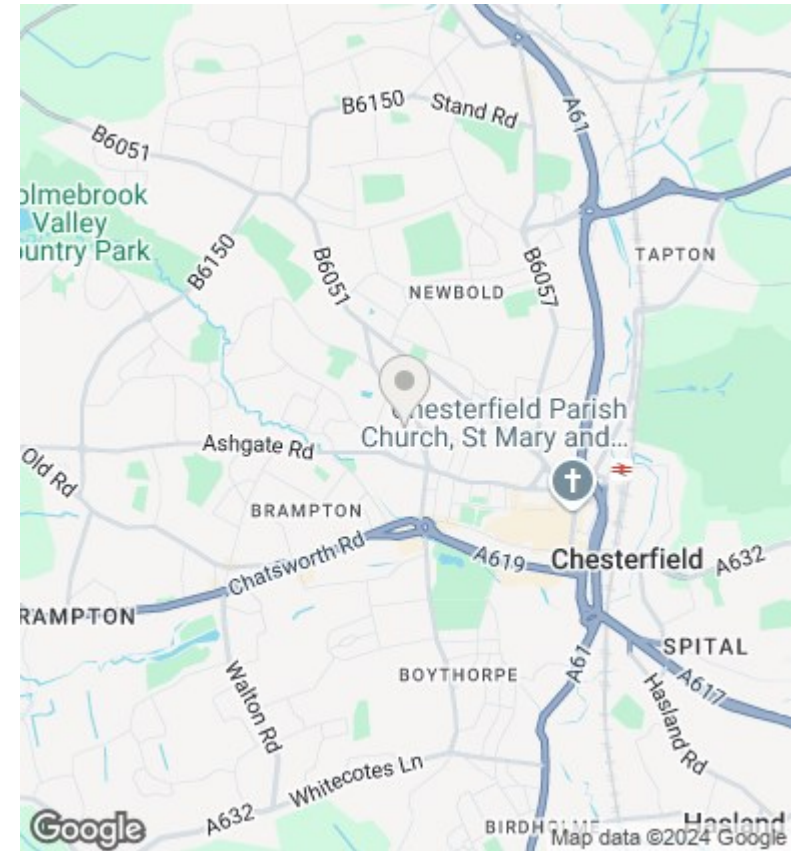 B6150
Stand Rd
A61
B6051
olmebrook
Valley
ountry Park
B6150
B6051
NEWBOLD
B6057
TAPTON
hesterfield Parish
Church, St Mary and...
Ashgate Rd
Old Rd
BRAMPTON
Chatsworth Rd
A619
Chesterfield
A632
RAMPTON
Walton Rd
BOYTHORPE
A61
SPITAL
A617
Hasland Rd
Whitecotes Ln
A632
Google
BIRDHOLME
Hasland
Map data ©2024 Google